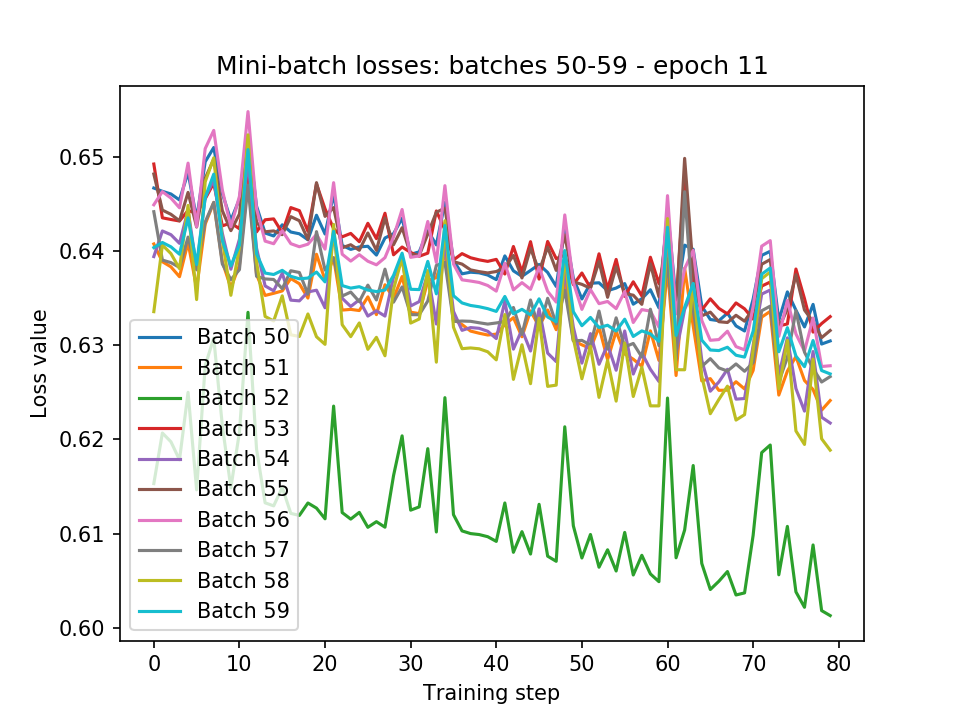 Mini-batch losses: batches 50-59 - epoch 11
Loss value
0.65
0.64
0.63
0.62
0.61
0.60
Batch 50
Batch 51
Batch 52
Batch 53
Batch 54
Batch 55
Batch 56
Batch 57
Batch 58
Batch 59
0 10 20 30 40 50 60 70 80
Training step